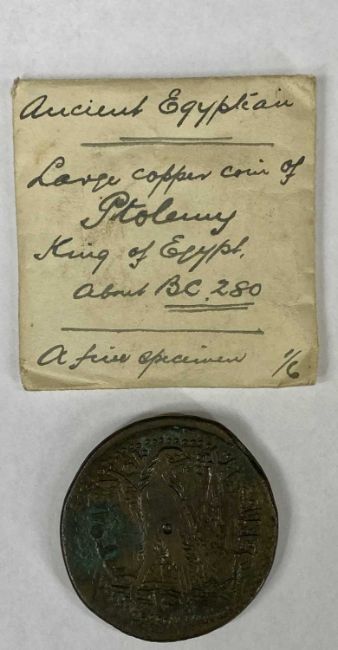 Ancient Egyptian
Large copper coin of
Ptolemy
King of Egypt.
About BC. 280
A fine specimen 1/6